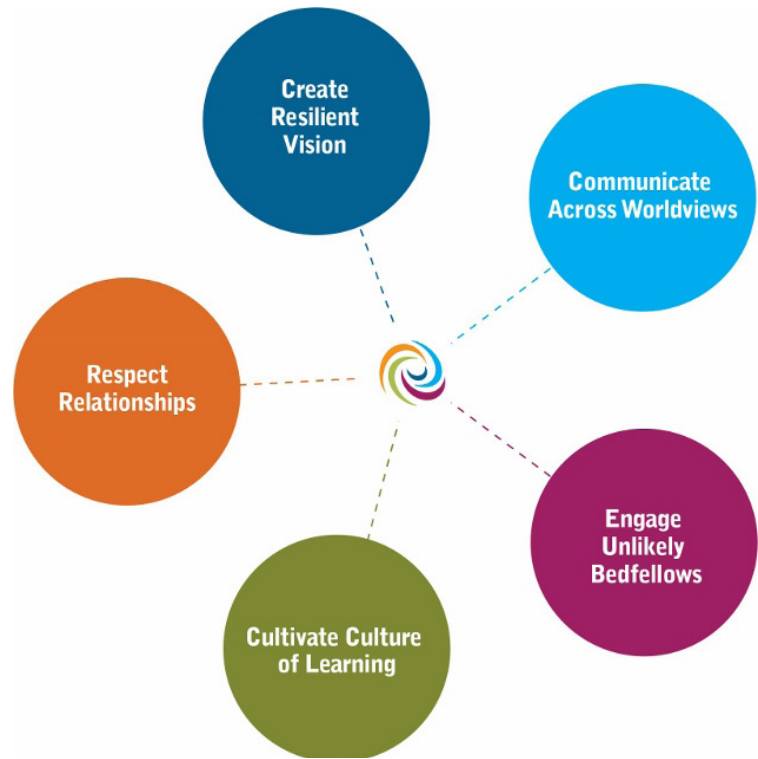 Create
Resilient
Vision
Communicate
Across Worldviews
Respect
Relationships
Engage
Unlikely
Bedfellows
Cultivate Culture
of Learning